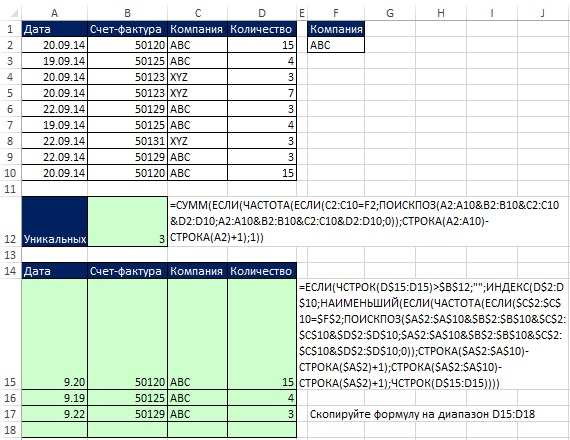 A B C D E F G H I J
1 Дата Счет-фактура Компания Количество Компания
2 20.09.14 50120 ABC 15 ABC
3 19.09.14 50125 ABC 4
4 20.09.14 50123 XYZ 3
5 20.09.14 50123 XYZ 7
6 22.09.14 50129 ABC 3
7 19.09.14 50125 ABC 4
8 22.09.14 50131 XYZ 3
9 22.09.14 50129 ABC 3
10 20.09.14 50120 ABC 15
11
=СУММ(ЕСЛИ(ЧАСТОТА(ЕСЛИ(C2:C10=F2;ПОИСКПОЗ(A2:A10&B2:B10&C2:C10
&D2:D10;A2:A10&B2:B10&C2:C10&D2:D10;0));СТРОКА(A2:A10)-
12 Уникальных 3 СТРОКА(A2)+1);1))
13
14 Дата Счет-фактура Компания Количество
=ЕСЛИ(ЧСТРОК(D$15:D15)>$B$12;"";ИНДЕКС(D$2:D
$10;НАИМЕНЬШИЙ(ЕСЛИ(ЧАСТОТА(ЕСЛИ($C$2:$C$
10=$F$2;ПОИСКПОЗ($A$2:$A$10&$B$2:$B$10&$C$2:
$C$10&$D$2:$D$10;$A$2:$A$10&$B$2:$B$10&$C$2:
$C$10&$D$2:$D$10;0));СТРОКА($A$2:$A$10)-
СТРОКА($A$2)+1);СТРОКА($A$2:$A$10)-
15 9.20 50120 ABC 15 СТРОКА($A$2)+1);ЧСТРОК(D$15:D15))))
16 9.19 50125 ABC 4
17 9.22 50129 ABC 3 Скопируйте формулу на диапазон D15:D18
18